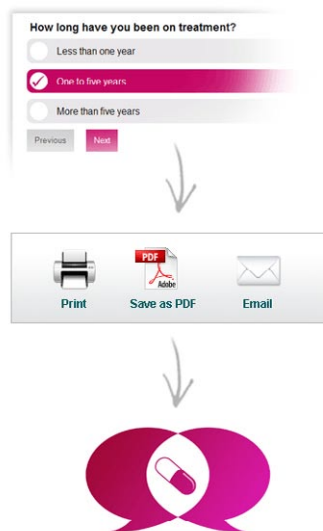 How long have you been on treatment?
Less than one year
One to five years
More than five years
Previous Next
PDF
Adobe
Print Save as PDF Email